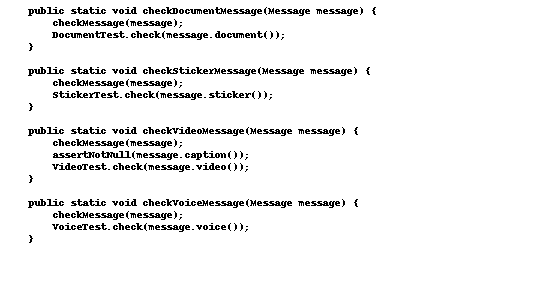 public static void checkDocumentMessage(Message message) {
checkMessage(message);
DocumentTest.check(message.document());
}
public static void checkStickerMessage(Message message) {
checkMessage(message);
StickerTest.check(message.sticker());
}
public static void checkVideoMessage(Message message) {
checkMessage(message);
assertNotNull(message.caption());
VideoTest.check(message.video());
}
public static void checkVoiceMessage(Message message) {
checkMessage(message);
VoiceTest.check(message.voice());
}